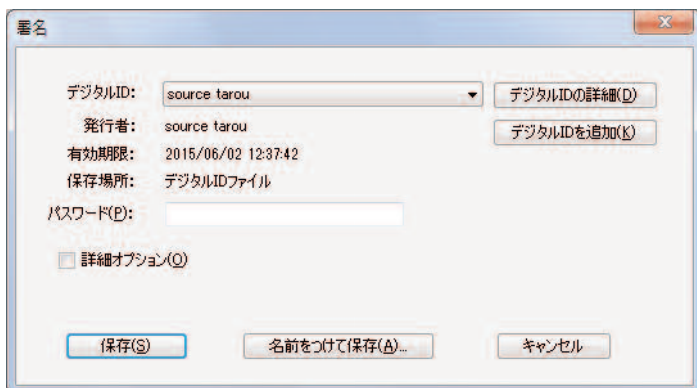 署名
デジタルID: source tarou デジタルIDの詳細(D)
発行者: source tarou デジタルIDを追加(K)
有効期限: 2015/06/02 12:37:42
保存場所: デジタルIDファイル
パスワード(P):
詳細オプション(O)
保存(S) 名前をつけて保存(A)... キャンセル